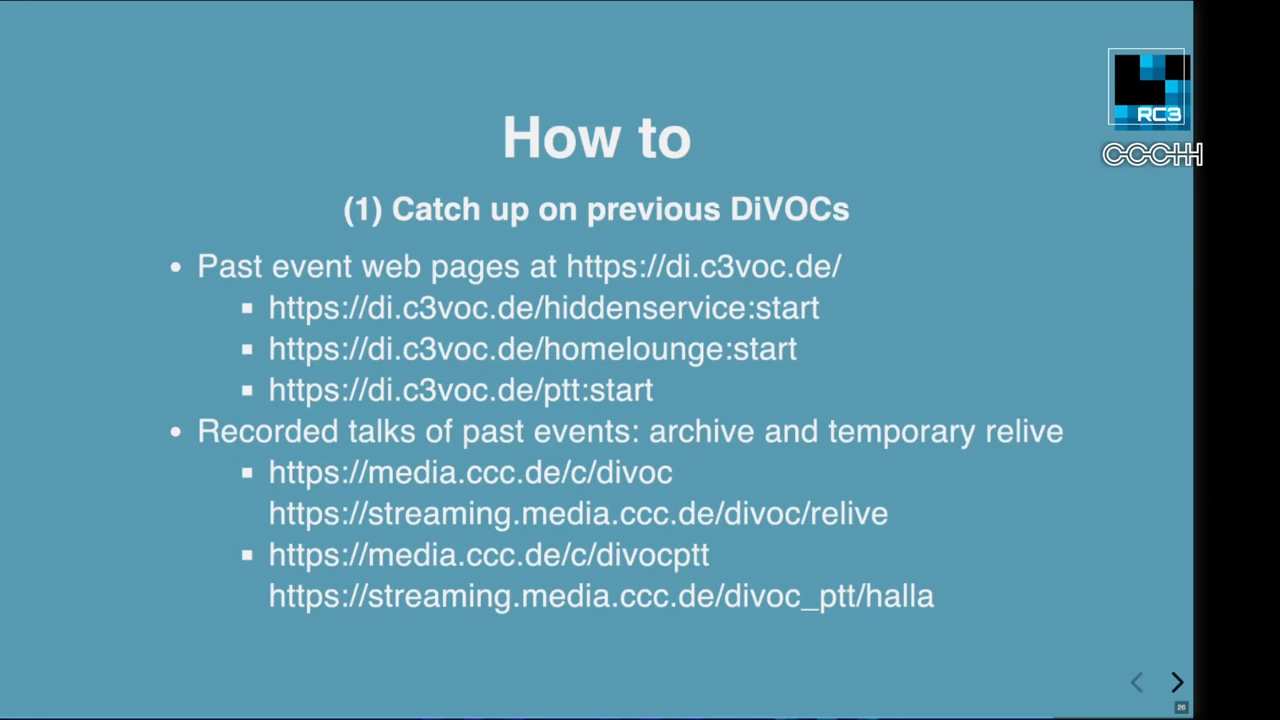 RC3
CCCHH
How to
(1) Catch up on previous DiVOCs
• Past event web pages at https://di.c3voc.de/
▪ https://di.c3voc.de/hiddenservice:start
▪ https://di.c3voc.de/homelounge:start
▪ https://di.c3voc.de/ptt:start
• Recorded talks of past events: archive and temporary relive
▪ https://media.ccc.de/c/divoc
https://streaming.media.ccc.de/divoc/relive
▪ https://media.ccc.de/c/divocptt
https://streaming.media.ccc.de/divoc_ptt/halla
26